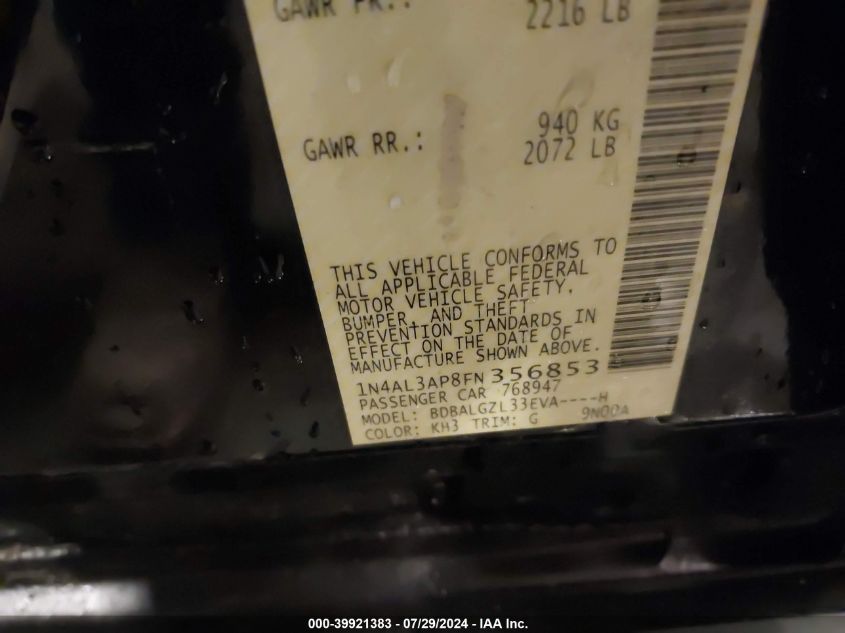 GAWR FR.: 2216 LB
940 KG
GAWR RR.: 2072 LB
THIS VEHICLE CONFORMS TO
ALL APPLICABLE FEDERAL
MOTOR VEHICLE SAFETY,
BUMPER, AND THEFT
PREVENTION STANDARDS IN
EFFECT ON THE DATE OF
MANUFACTURE SHOWN ABOVE.
1N4AL3AP8FN356853
PASSENGER CAR 768947
MODEL: BDBALGZL33EVA----H
COLOR: KH3 TRIM: G 9N00A
000-39921383 - 07/29/2024 - IAA Inc.